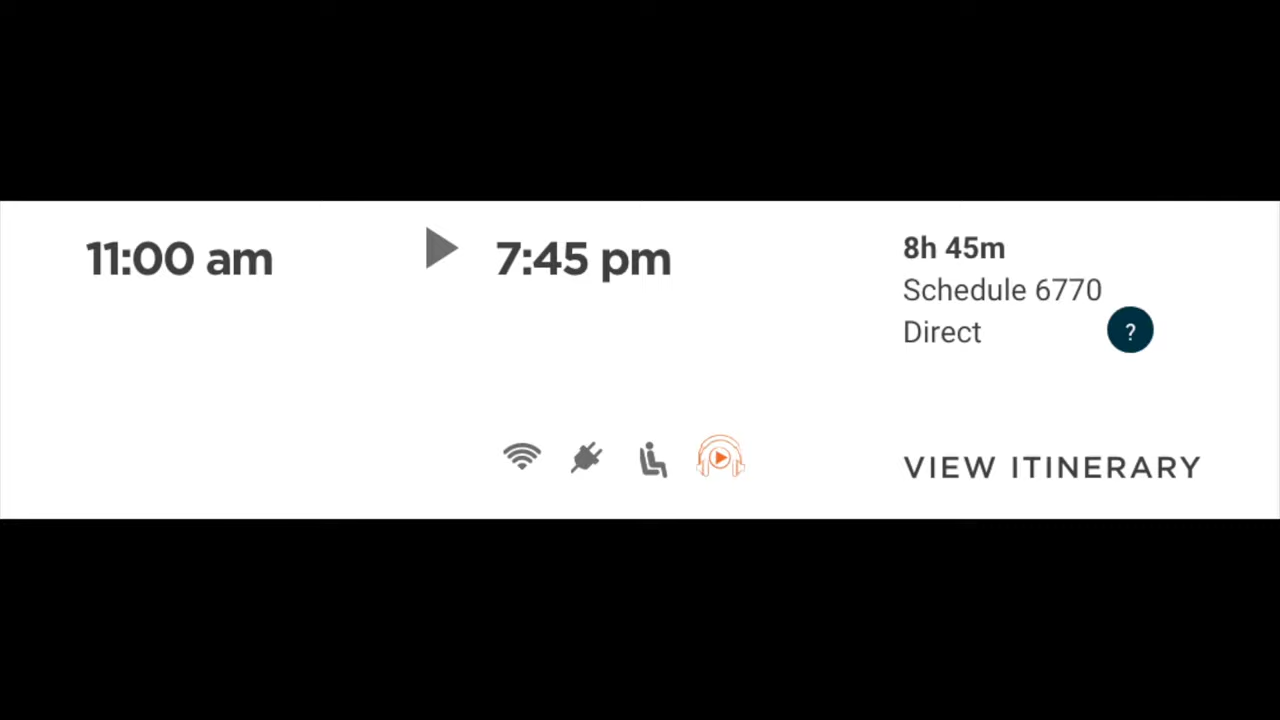 11:00 am
7:45 pm
8h 45m
Schedule 6770
Direct
?
VIEW ITINERARY